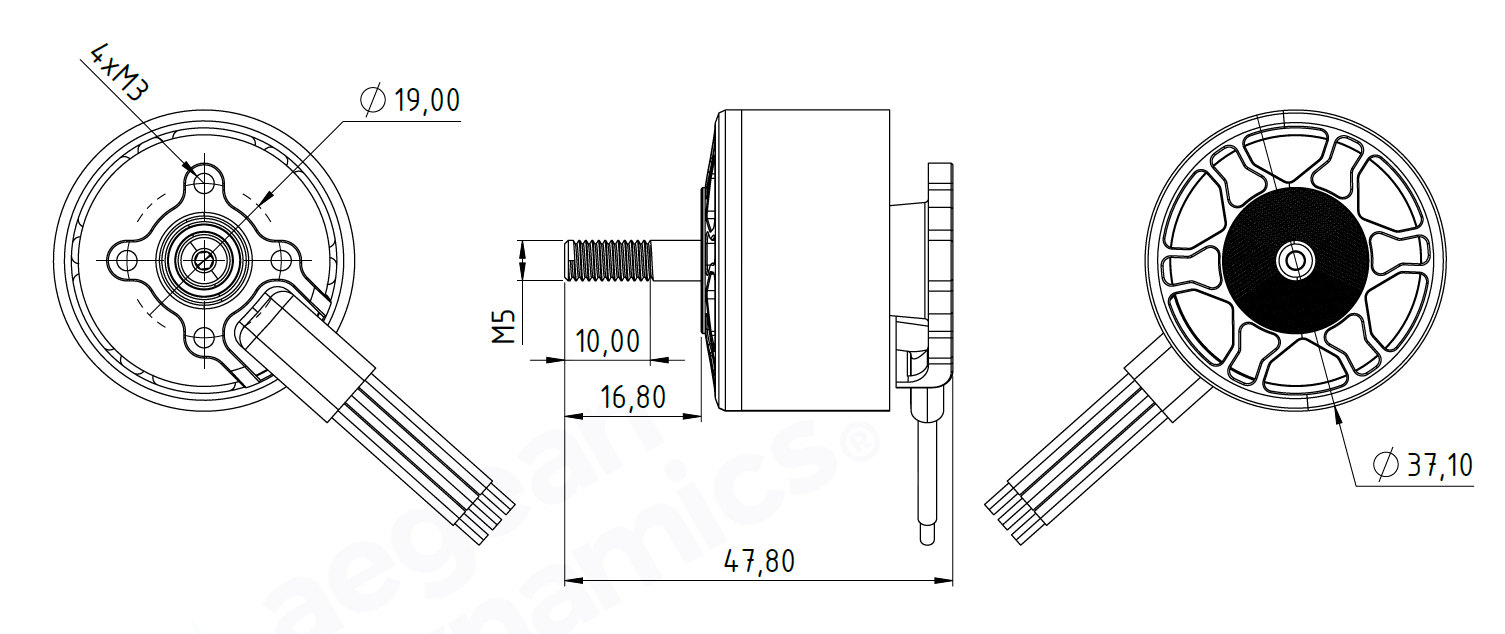 4xM3
∅ 19,00
M5
10,00
16,80
47,80
∅ 37,10
aegean
dynamics®